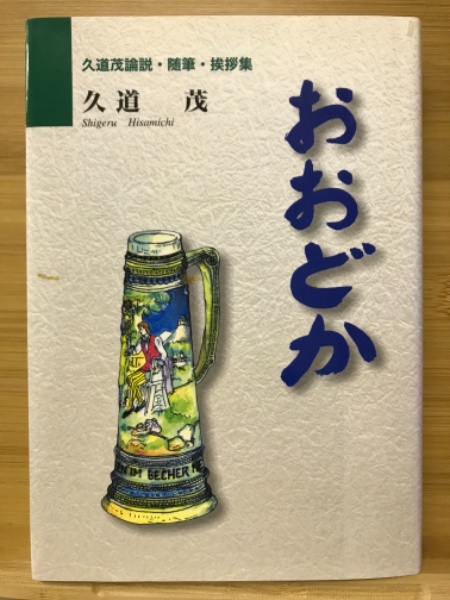 久道茂論説・随筆・挨拶集
久道 茂
Shigeru Hisamichi
おおどか
IM BECHER